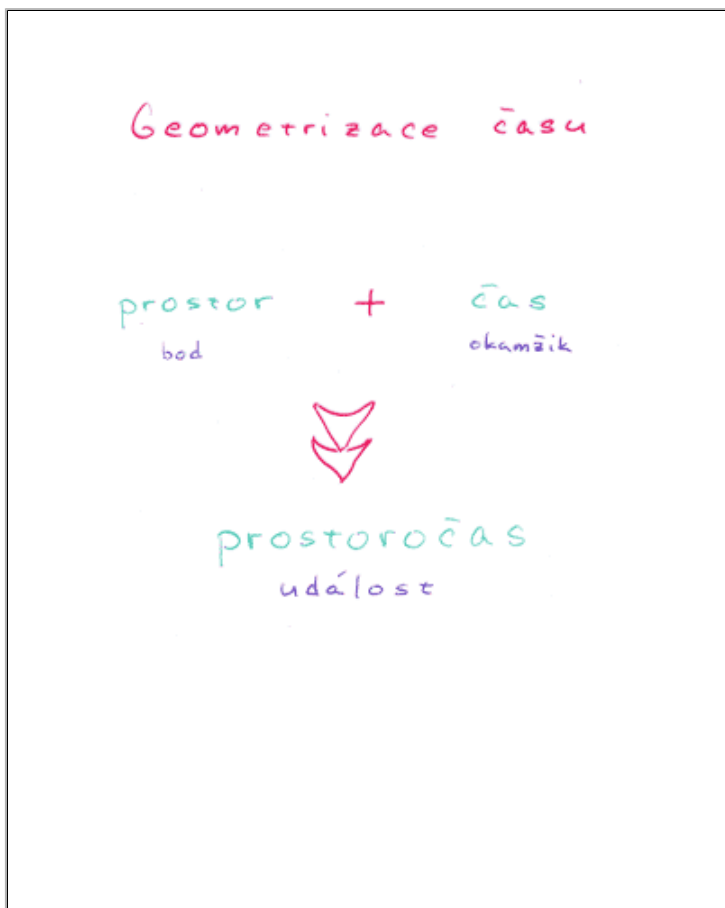 Geometrizace času
prostor + čas
bod okamžik
prostoročas
událost